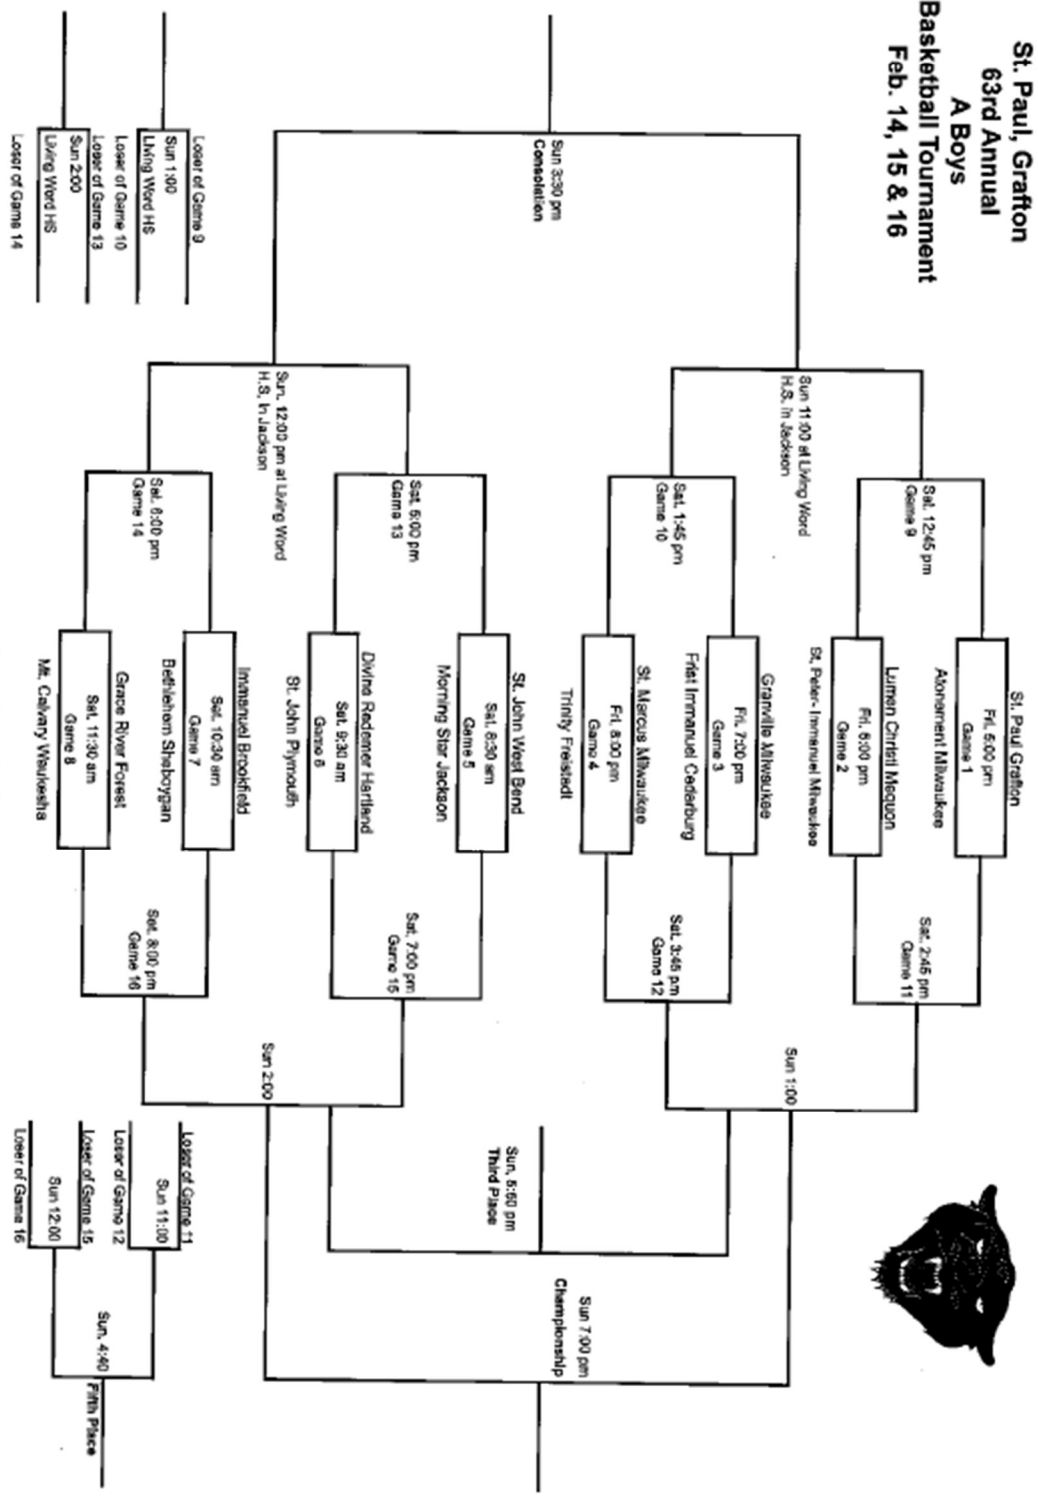 St. Paul, Grafton
63rd Annual
A Boys
Basketball Tournament
Feb. 14, 15 & 16
St. Paul Grafton
Fri. 5:00 pm
Game 1
Atonement Milwaukee
Lumen Christi Mequon
Fri. 6:00 pm
Game 2
St. Peter- Immanuel Milwaukee
Granville Milwaukee
Fri. 7:00 pm
Game 3
Frist Immanuel Cedarburg
St. Marcus Milwaukee
Fri. 8:00 pm
Game 4
Trinity Freistadt
St. John West Bend
Sat. 8:30 am
Game 5
Morning Star Jackson
Divine Redemer Hartland
Sat. 9:30 am
Game 6
St. John Plymouth
Immanuel Brookfield
Sat. 10:30 am
Game 7
Bethlehem Sheboygan
Grace River Forest
Sat. 11:30 am
Game 8
Mt. Calvary Waukesha
Sat. 12:45 pm
Game 9
Sat. 1:45 pm
Game 10
Sat. 5:00 pm
Game 13
Sat. 6:00 pm
Game 14
Sun 11:00 at Living Word
H.S. in Jackson
Sun. 12:00 pm at Living Word
H.S. in Jackson
Sun 3:30 pm
Consolation
Loser of Game 9
Sun 1:00
Living Word HS
Loser of Game 10
Loser of Game 13
Sun 2:00
Living Word HS
Loser of Game 14
Sat. 2:45 pm
Game 11
Sat. 3:45 pm
Game 12
Sat. 7:00 pm
Game 15
Sat. 8:00 pm
Game 16
Sun 1:00
Sun 2:00
Sun. 5:50 pm
Third Place
Sun 7:00 pm
Championship
Loser of Game 11
Sun 11:00
Loser of Game 12
Loser of Game 15
Sun 12:00
Loser of Game 16
Sun. 4:40
Fifth Place